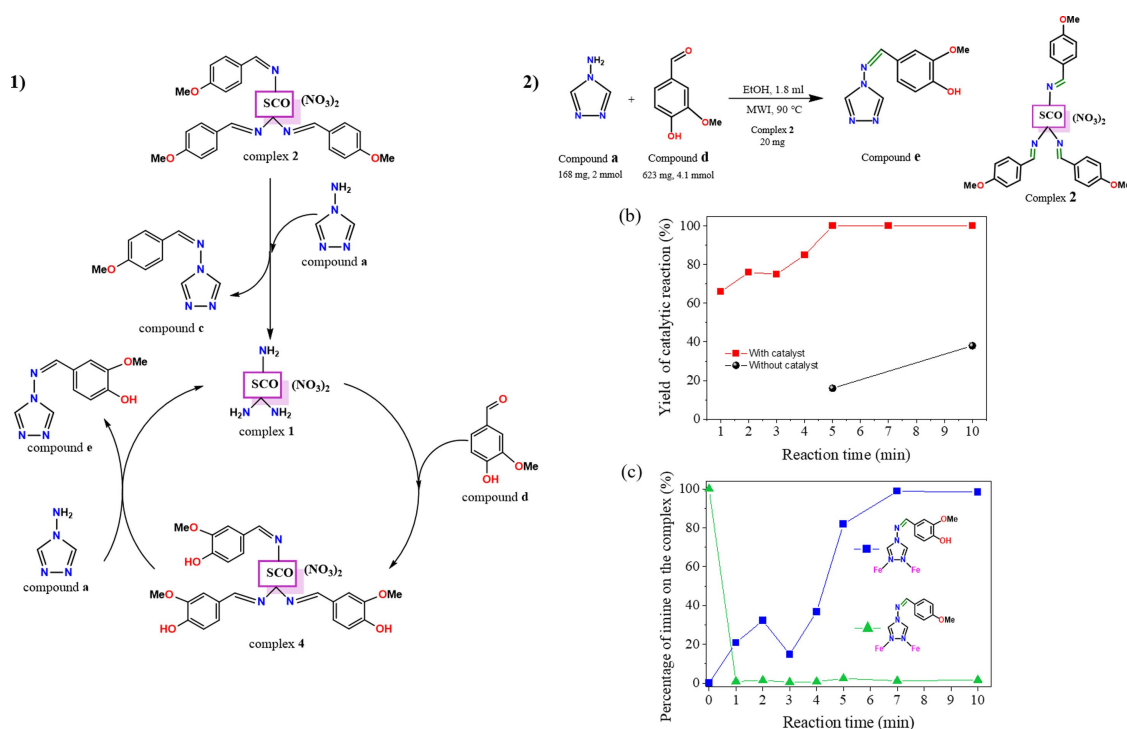 1)
N
MeO
SCO
(NO3)2
N
N
MeO
OMe
complex 2
NH2
N
N
N
compound a
N
MeO
N
N
N
compound c
NH2
SCO
(NO3)2
H2N
NH2
complex 1
OMe
N
N
OH
N
N
compound e
O
OMe
OH
compound d
NH2
N
N
N
compound a
MeO
N
HO
SCO
(NO3)2
MeO
N
N
OMe
HO
OH
complex 4
2)
NH2
N
N
N
Compound a
168 mg, 2 mmol
+
O
OMe
OH
Compound d
623 mg, 4.1 mmol
EtOH, 1.8 ml
MWI, 90 °C
Complex 2
20 mg
OMe
N
N
OH
N
N
Compound e
OMe
N
SCO
(NO3)2
N
N
MeO
OMe
Complex 2
(b)
Yield of catalytic reaction (%)
100
80
60
40
20
0
With catalyst
Without catalyst
1 2 3 4 5 6 7 8 9 9 10
Reaction time (min)
(c)
Percentage of imine on the complex (%)
100
80
60
40
20
0
OMe
N
OH
N
N
N
Fe
Fe
N
OMe
N
N
N
Fe
Fe
0 1 2 3 4 5 6 7 8 9 10
Reaction time (min)